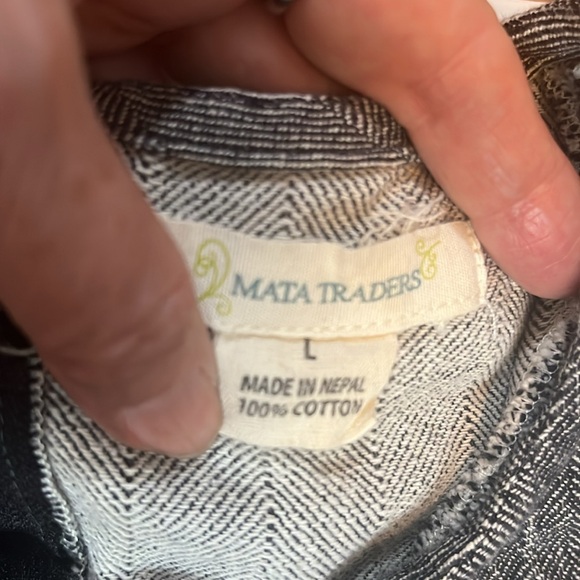 MATA TRADERS
L
MADE IN NEPAL
100% COTTON